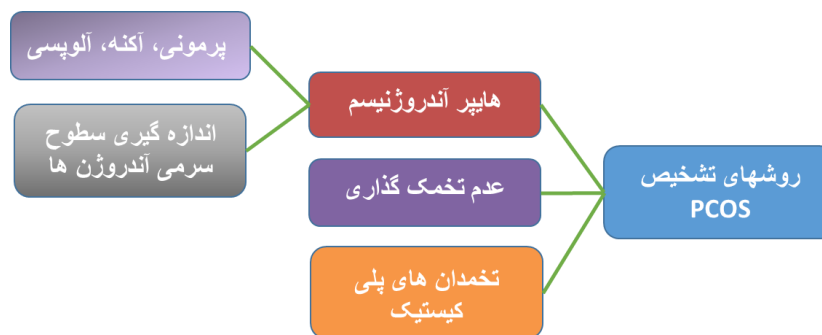 روشهای تشخیص
PCOS
هایپر آندروژنیسم
عدم تخمک گذاری
تخمدان های پلی
کیستیک
پرمونی، آکنه، آلوپسی
اندازه گیری سطوح
سرمی آندروژن ها